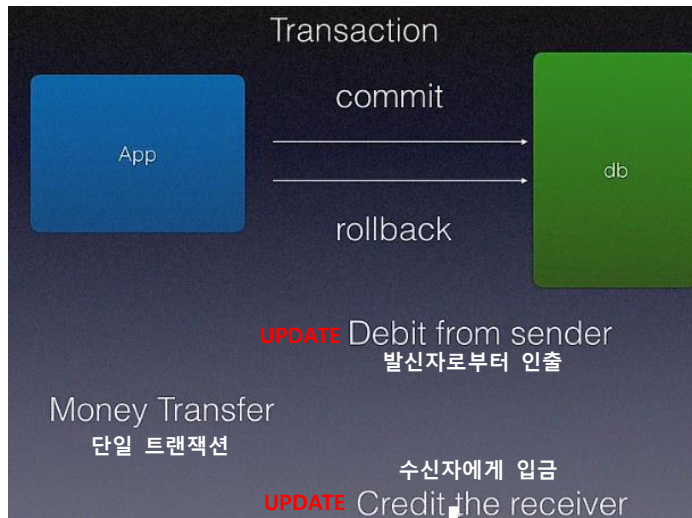 Transaction
commit
App
db
rollback
UPDATE Debit from sender
발신자로부터 인출
Money Transfer
단일 트랜잭션
수신자에게 입금
UPDATE Credit the receiver